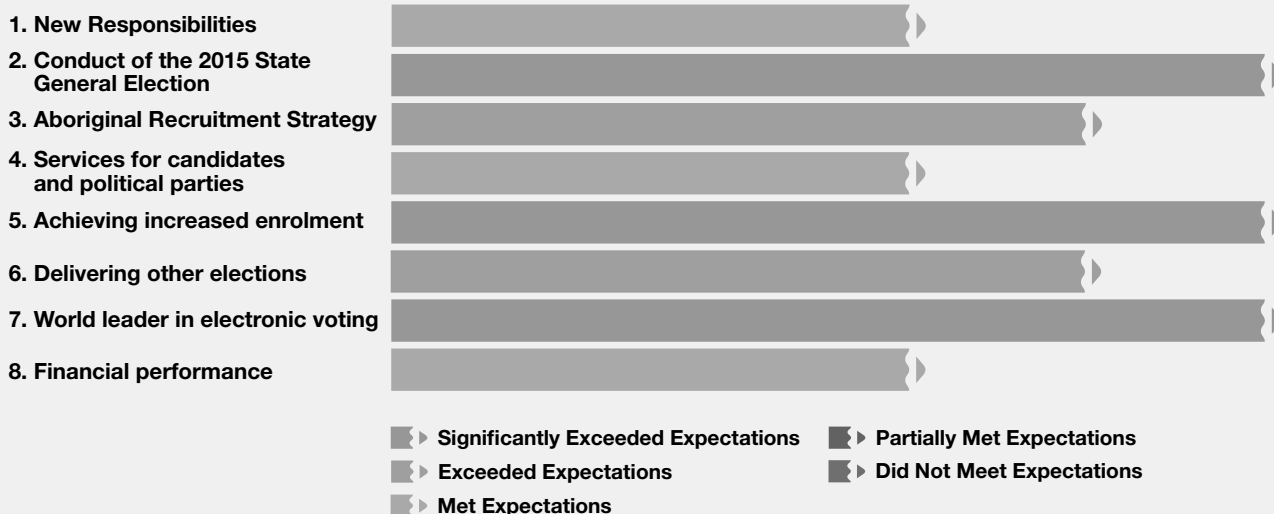 1. New Responsibilities
2. Conduct of the 2015 State
General Election
3. Aboriginal Recruitment Strategy
4. Services for candidates
and political parties
5. Achieving increased enrolment
6. Delivering other elections
7. World leader in electronic voting
8. Financial performance
Significantly Exceeded Expectations
Exceeded Expectations
Met Expectations
Partially Met Expectations
Did Not Meet Expectations